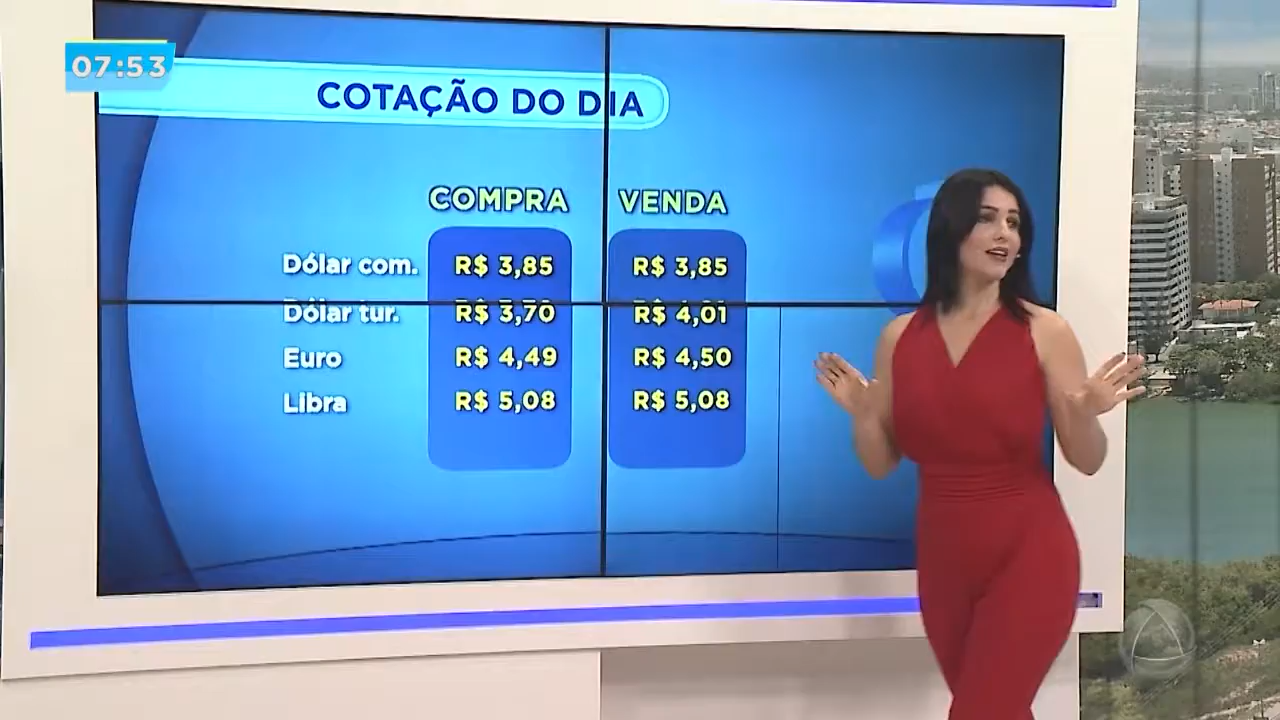 07:53
COTAÇÃO DO DIA
COMPRA VENDA
Dólar com. R$ 3,85 R$ 3,85
Dólar tur. R$ 3,70 R$ 4,01
Euro R$ 4,49 R$ 4,50
Libra R$ 5,08 R$ 5,08